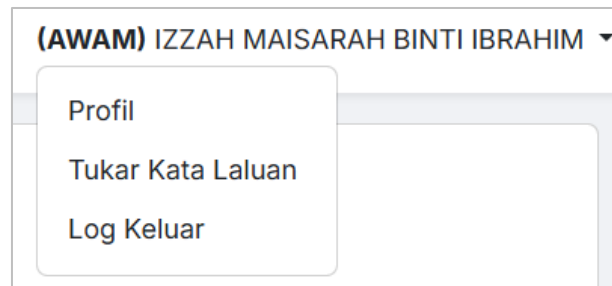 (AWAM) IZZAH MAISARAH BINTI IBRAHIM
Profil
Tukar Kata Laluan
Log Keluar